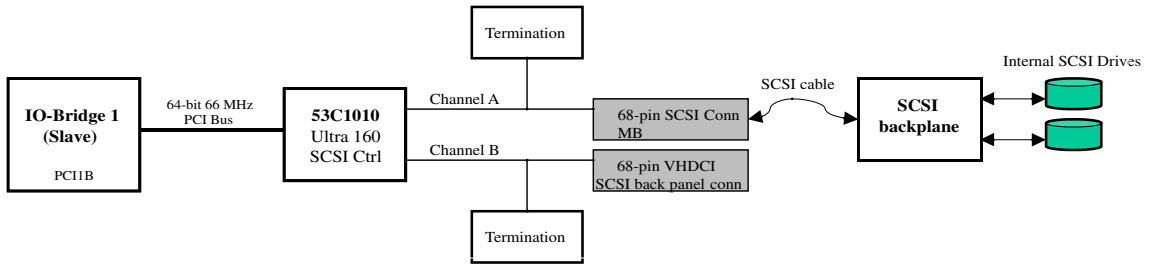 Termination
Internal SCSI Drives
IO-Bridge 1
(Slave)
PCI1B
64-bit 66 MHz
PCI Bus
53C1010
Ultra 160
SCSI Ctrl
Channel A
Channel B
68-pin SCSI Conn
MB
68-pin VHDCI
SCSI back panel conn
SCSI cable
SCSI
backplane
Termination